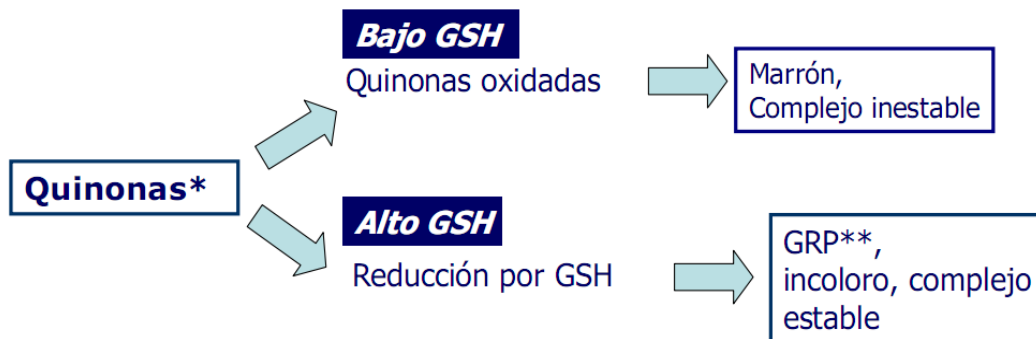 Bajo GSH
Quinonas oxidadas
Marrón,
Complejo inestable
Quinonas*
Alto GSH
Reducción por GSH
GRP**,
incoloro, complejo
estable